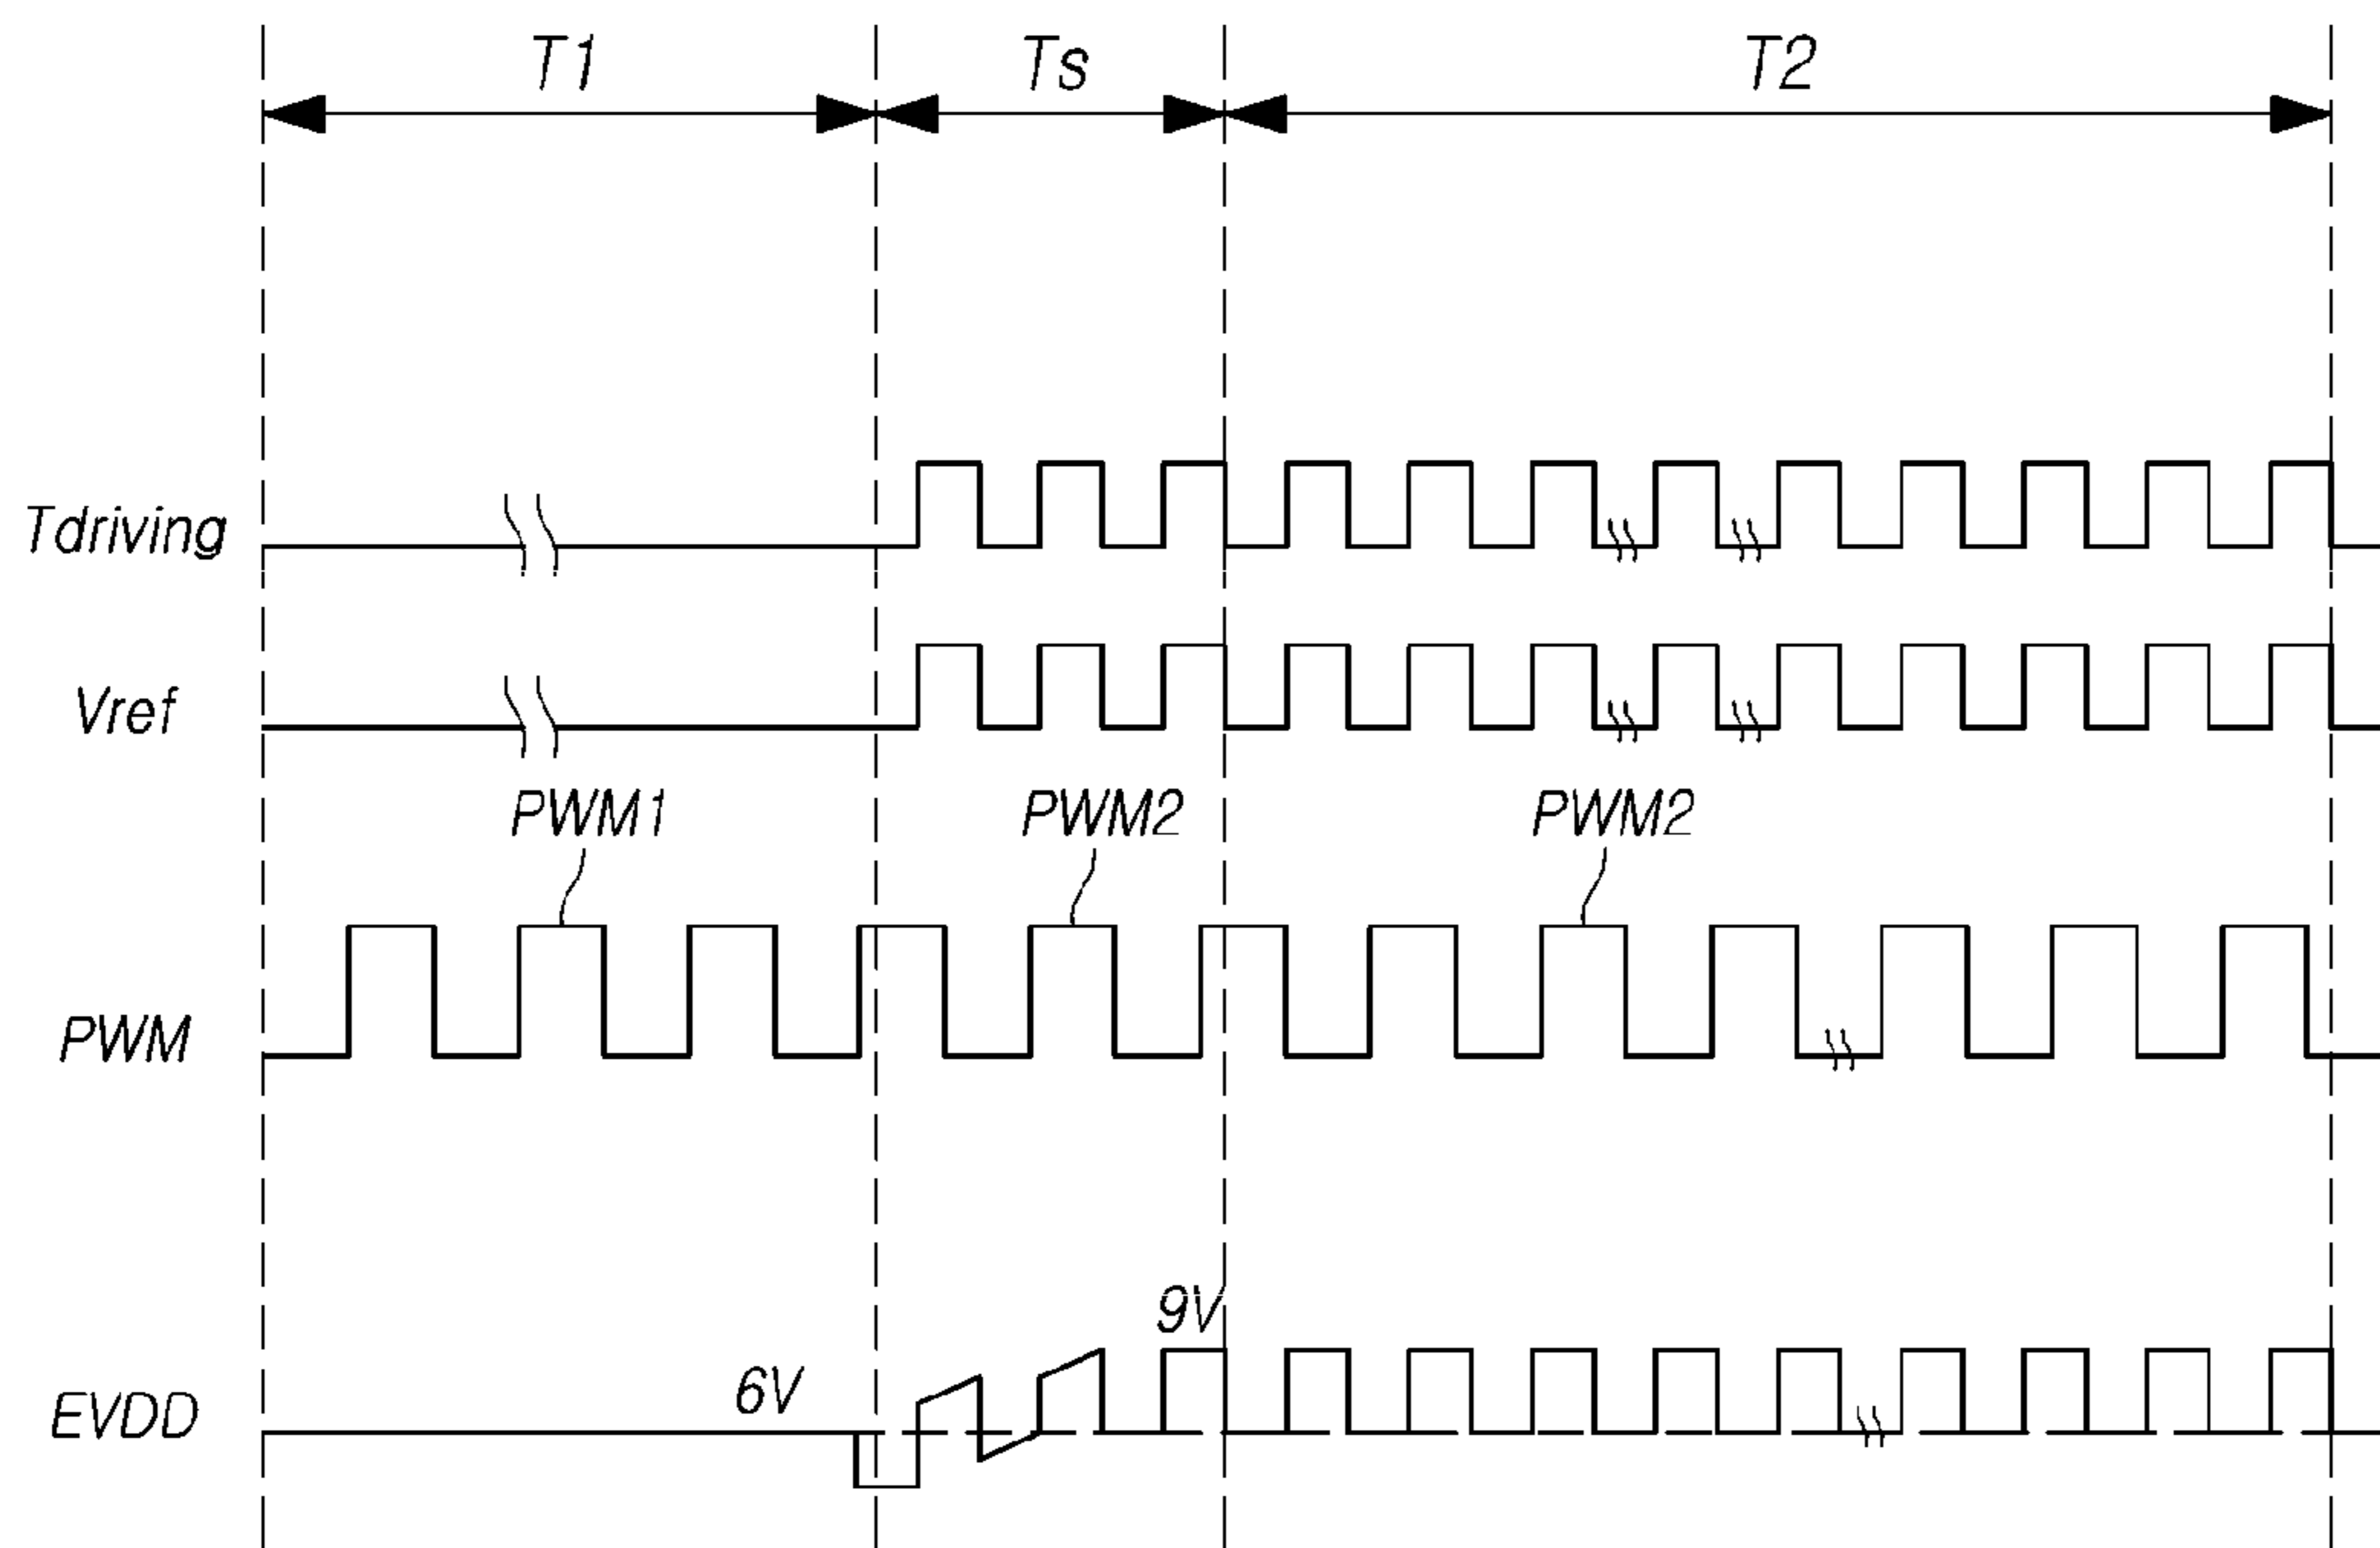 T1 Ts T2
Tdriving
Vref
PWM1 PWM2 PWM2
PWM
9V
6V
EVDD